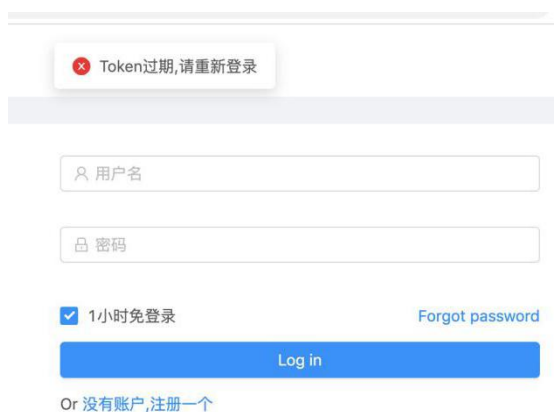 Token过期,请重新登录
用户名
密码
1小时免登录
Forgot password
Log in
Or 没有账户,注册一个